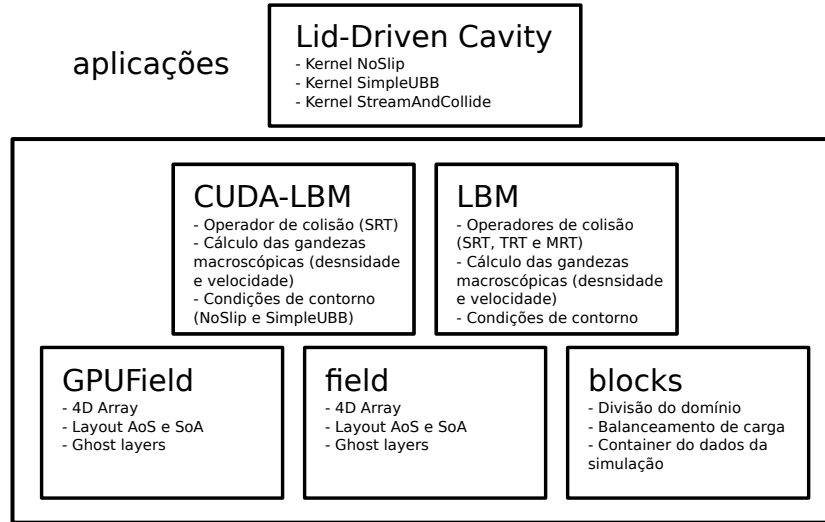 Lid-Driven Cavity
aplicações
- Kernel NoSlip
- Kernel SimpleUBB
- Kernel StreamAndCollide
CUDA-LBM
- Operador de colisão (SRT)
- Cálculo das gandezas
macroscópicas (desnsidade
e velocidade)
- Condições de contorno
(NoSlip e SimpleUBB)
LBM
- Operadores de colisão
(SRT, TRT e MRT)
- Cálculo das gandezas
macroscópicas (desnsidade
e velocidade)
- Condições de contorno
GPUField
- 4D Array
- Layout AoS e SoA
- Ghost layers
field
- 4D Array
- Layout AoS e SoA
- Ghost layers
blocks
- Divisão do domínio
- Balanceamento de carga
- Container do dados da
simulação